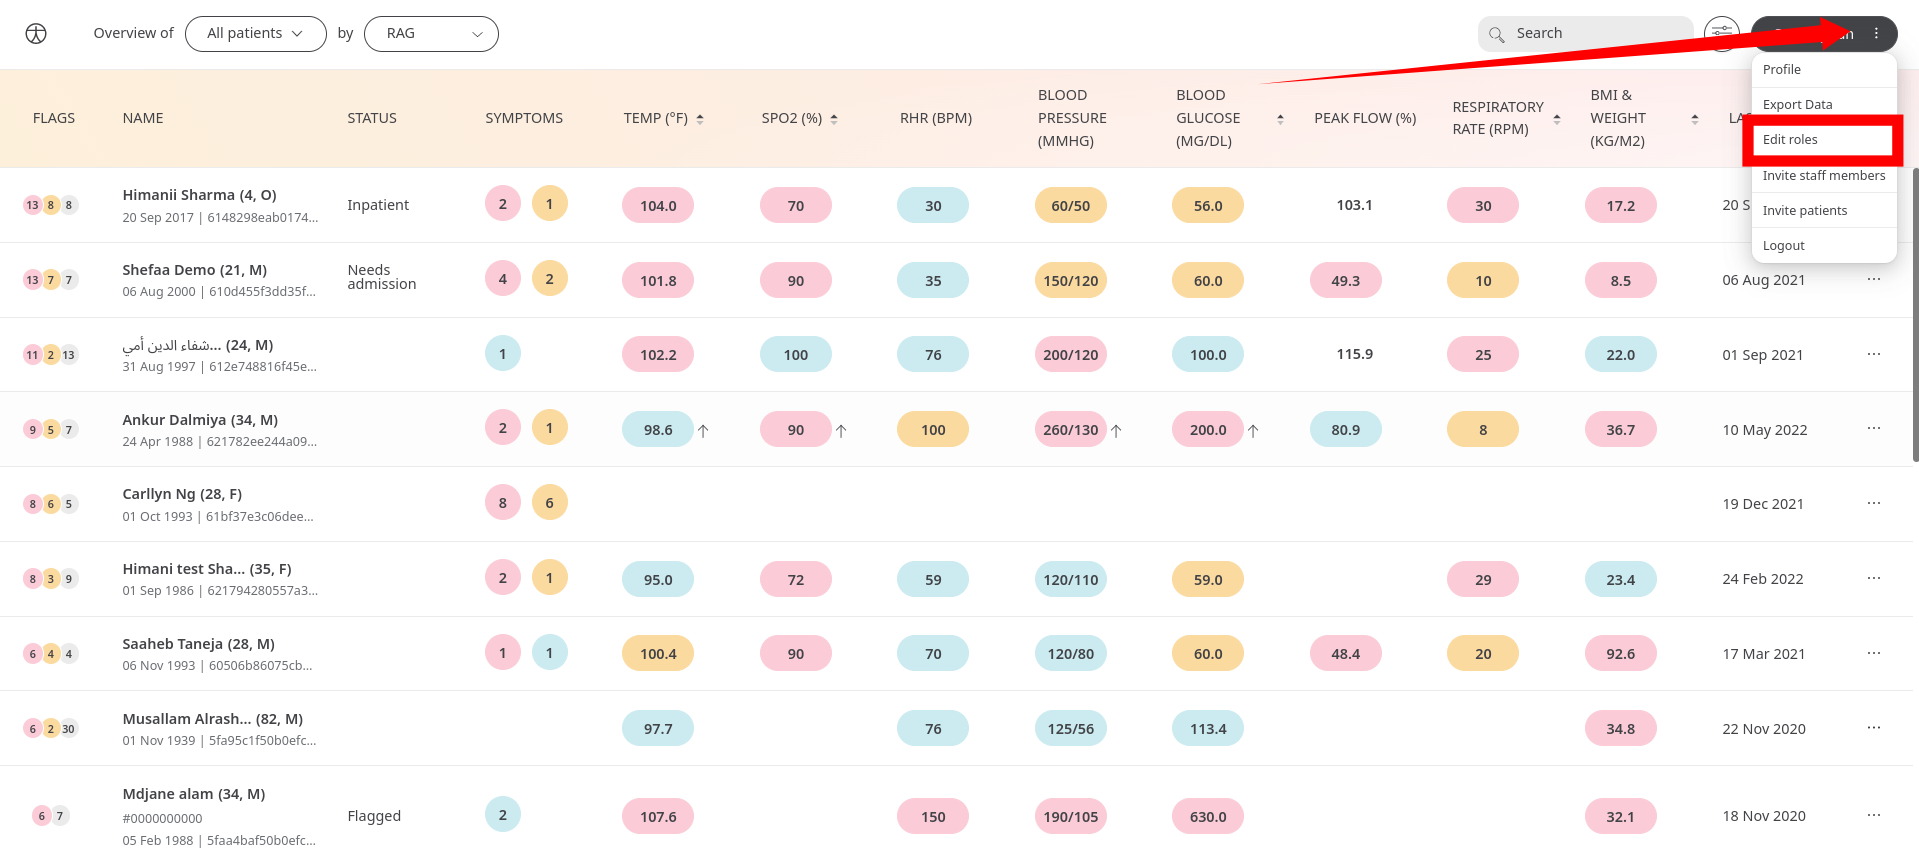 Overview of All patients by RAG Search
Profile
Export Data
Edit roles
Invite staff members
Invite patients
Logout
FLAGS NAME STATUS SYMPTOMS TEMP (°F) SPO2 (%) RHR (BPM) BLOOD PRESSURE (MMHG) BLOOD GLUCOSE (MG/DL) PEAK FLOW (%) RESPIRATORY RATE (RPM) BMI & WEIGHT (KG/M2)
13 8 8 Himanii Sharma (4, O) Inpatient 2 1 104.0 70 30 60/50 56.0 103.1 30 17.2 20
20 Sep 2017 | 6148298eab0174...
13 7 7 Shefaa Demo (21, M) Needs admission 4 2 101.8 90 35 150/120 60.0 49.3 10 8.5 06 Aug 2021 ...
06 Aug 2000 | 610d455f3dd35f...
11 2 13 شفاء الدين أمي... (24, M) 1 102.2 100 76 200/120 100.0 115.9 25 22.0 01 Sep 2021 ...
31 Aug 1997 | 612e748816f45e...
9 5 7 Ankur Dalmiya (34, M) 2 1 98.6 ↑ 90 ↑ 100 260/130 ↑ 200.0 ↑ 80.9 8 36.7 10 May 2022 ...
24 Apr 1988 | 621782ee244a09...
8 6 5 Carllyn Ng (28, F) 8 6 19 Dec 2021 ...
01 Oct 1993 | 61bf37e3c06dee...
8 3 9 Himani test Sha... (35, F) 2 1 95.0 72 59 120/110 59.0 29 23.4 24 Feb 2022 ...
01 Sep 1986 | 621794280557a3...
6 4 4 Saaheb Taneja (28, M) 1 1 100.4 90 70 120/80 60.0 48.4 20 92.6 17 Mar 2021 ...
06 Nov 1993 | 60506b86075cb...
6 2 30 Musallam Alrash... (82, M) 97.7 76 125/56 113.4 34.8 22 Nov 2020 ...
01 Nov 1939 | 5fa95c1f50b0efc...
6 7 Mdjane alam (34, M) Flagged 2 107.6 150 190/105 630.0 32.1 18 Nov 2020 ...
#0000000000
05 Feb 1988 | 5faa4baf50b0efc...